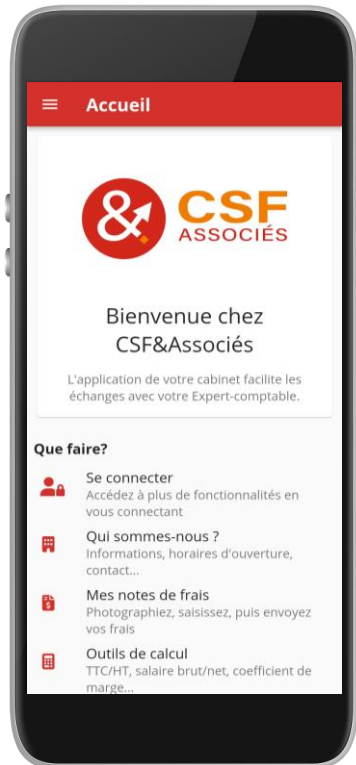 Accueil
&
CSF
ASSOCIÉS
Bienvenue chez
CSF&Associés
L'application de votre cabinet facilite les
échanges avec votre Expert-comptable.
Que faire?
Se connecter
Accédez à plus de fonctionnalités en
vous connectant
Qui sommes-nous ?
Informations, horaires d'ouverture,
contact...
Mes notes de frais
Photographiez, saisissez, puis envoyez
vos frais
Outils de calcul
TTC/HT, salaire brut/net, coefficient de
marge...